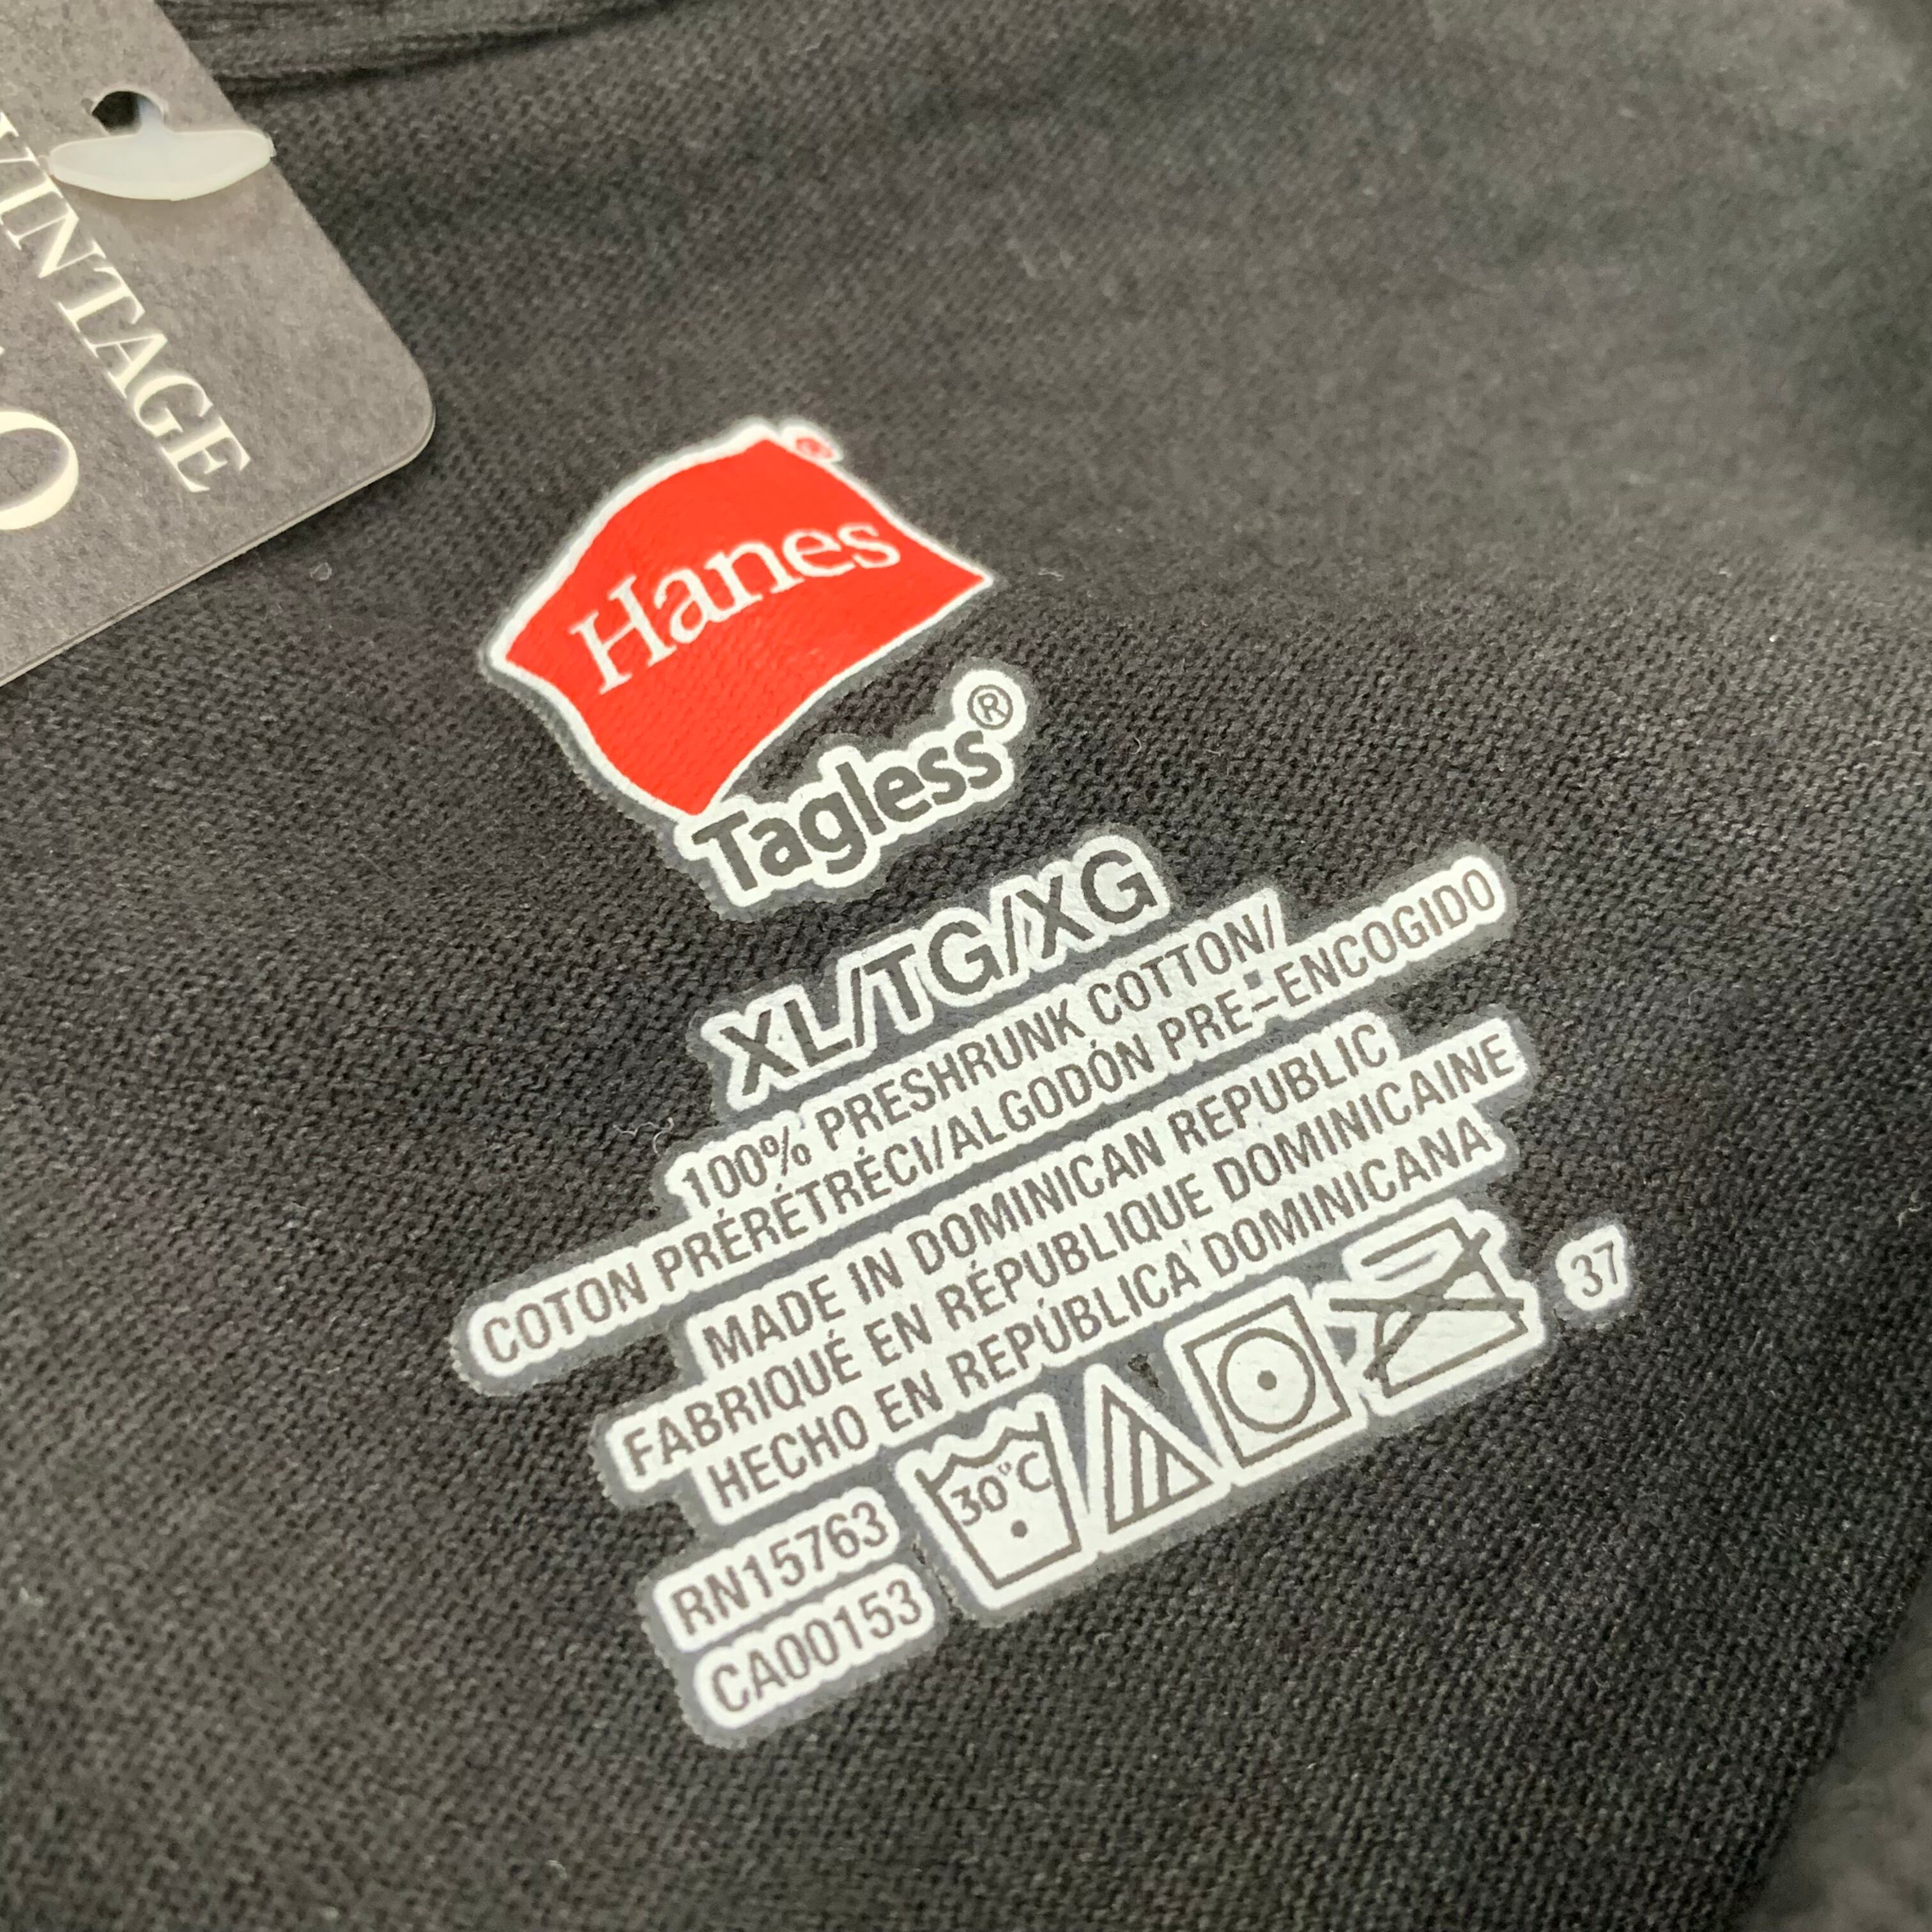 VINTAGE
Hanes®
Tagless®
XL/TG/XG
100% PRESHRUNK COTTON/
COTON PRÉRÉTRÉCI/ALGODÓN PRE-ENCOGIDO
MADE IN DOMINICAN REPUBLIC
FABRIQUÉ EN RÉPUBLIQUE DOMINICAINE
HECHO EN REPÚBLICA DOMINICANA
30°C
37
RN15763
CA00153